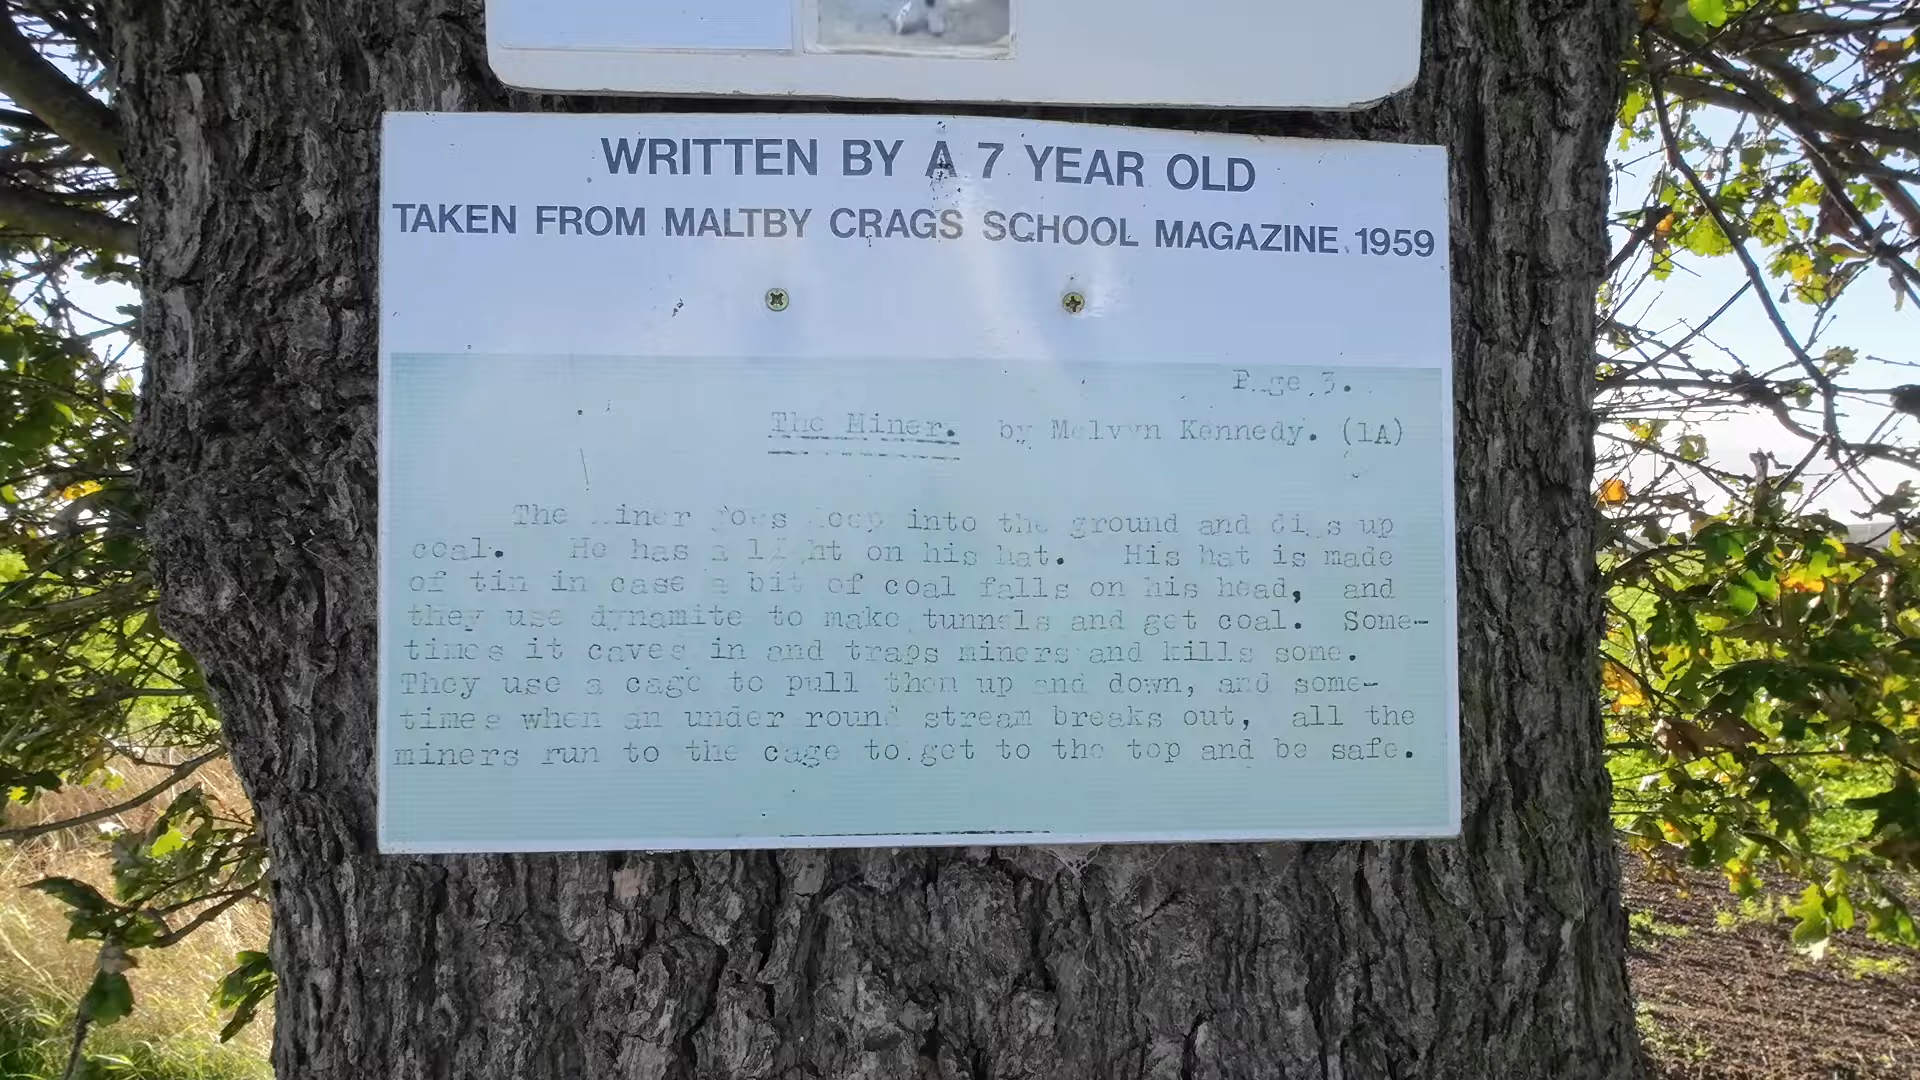 WRITTEN BY A 7 YEAR OLD
TAKEN FROM MALTBY CRAGS SCHOOL MAGAZINE 1959
Page 3.
The Miner. by Melvyn Kennedy. (1A)
The miner goes deep into the ground and digs up
coal. He has a light on his hat. His hat is made
of tin in case a bit of coal falls on his head, and
they use dynamite to make tunnels and get coal. Some-
times it caves in and traps miners and kills some.
They use a cage to pull them up and down, and some-
times when an underground stream breaks out, all the
miners run to the cage to get to the top and be safe.